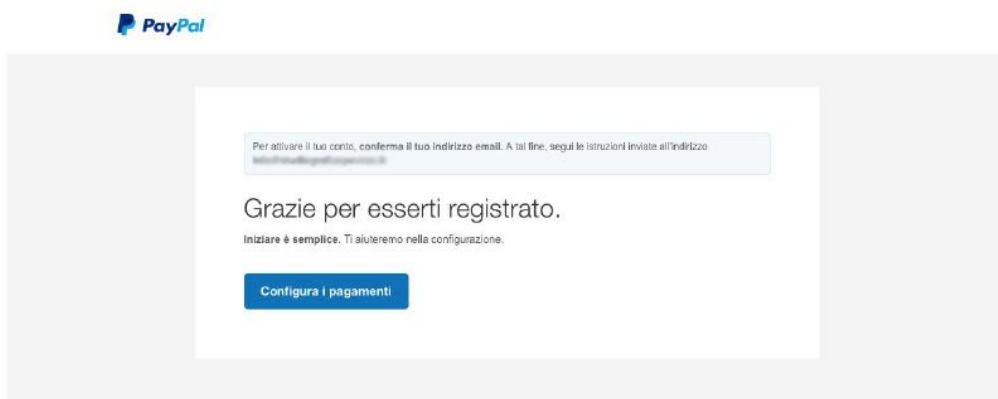 PayPal
Per attivare il tuo conto, conferma il tuo indirizzo email. A tal fine, segui le istruzioni inviate all'indirizzo
Grazie per esserti registrato.
Iniziare è semplice. Ti aiuteremo nella configurazione.
Configura i pagamenti